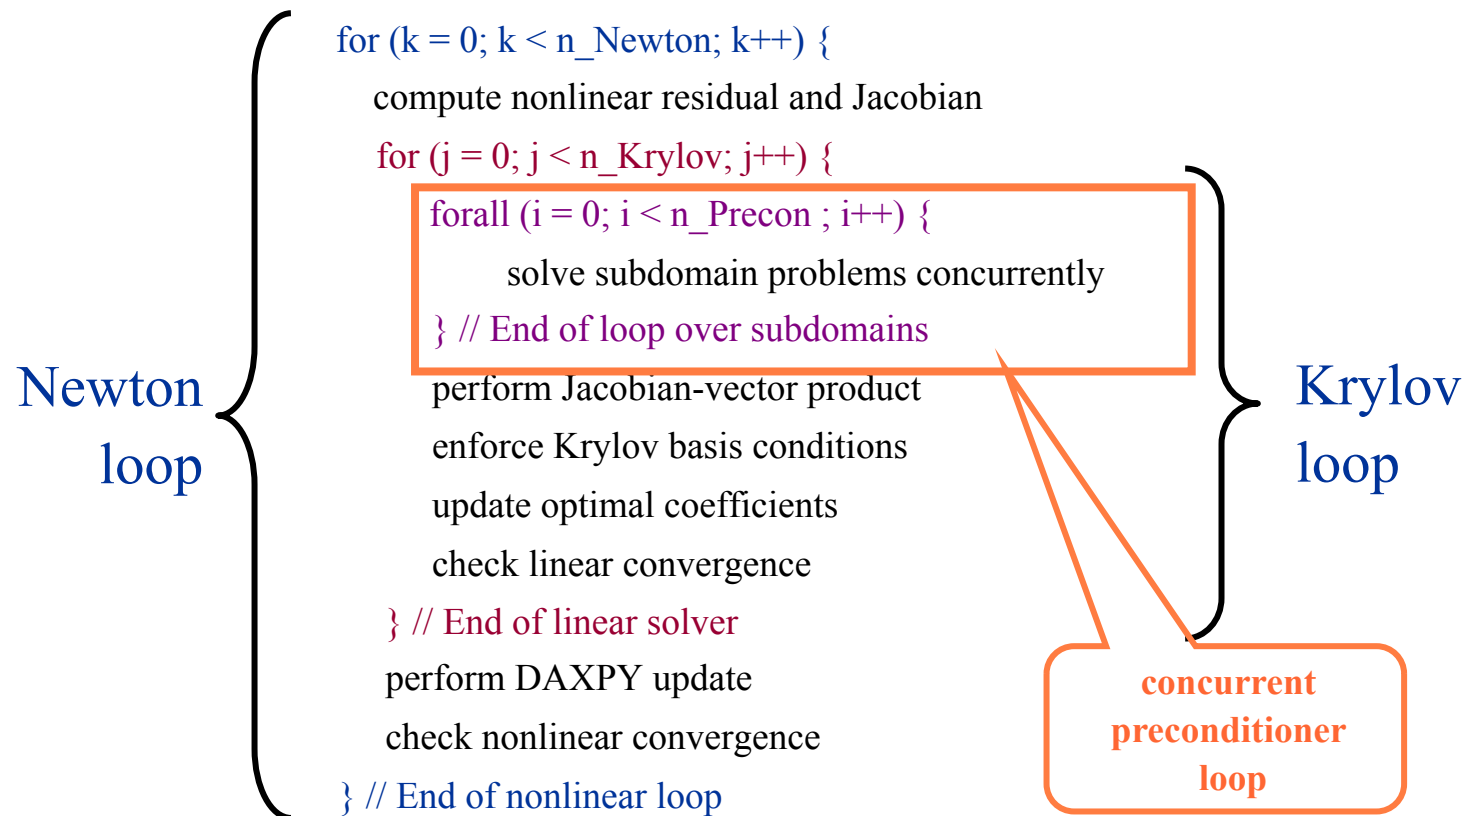 for (k = 0; k < n_Newton; k++) {
compute nonlinear residual and Jacobian
for (j = 0; j < n_Krylov; j++) {
forall (i = 0; i < n_Precon ; i++) {
solve subdomain problems concurrently
} // End of loop over subdomains
perform Jacobian-vector product
enforce Krylov basis conditions
update optimal coefficients
check linear convergence
} // End of linear solver
perform DAXPY update
check nonlinear convergence
} // End of nonlinear loop
Newton
loop
Krylov
loop
concurrent
preconditioner
loop